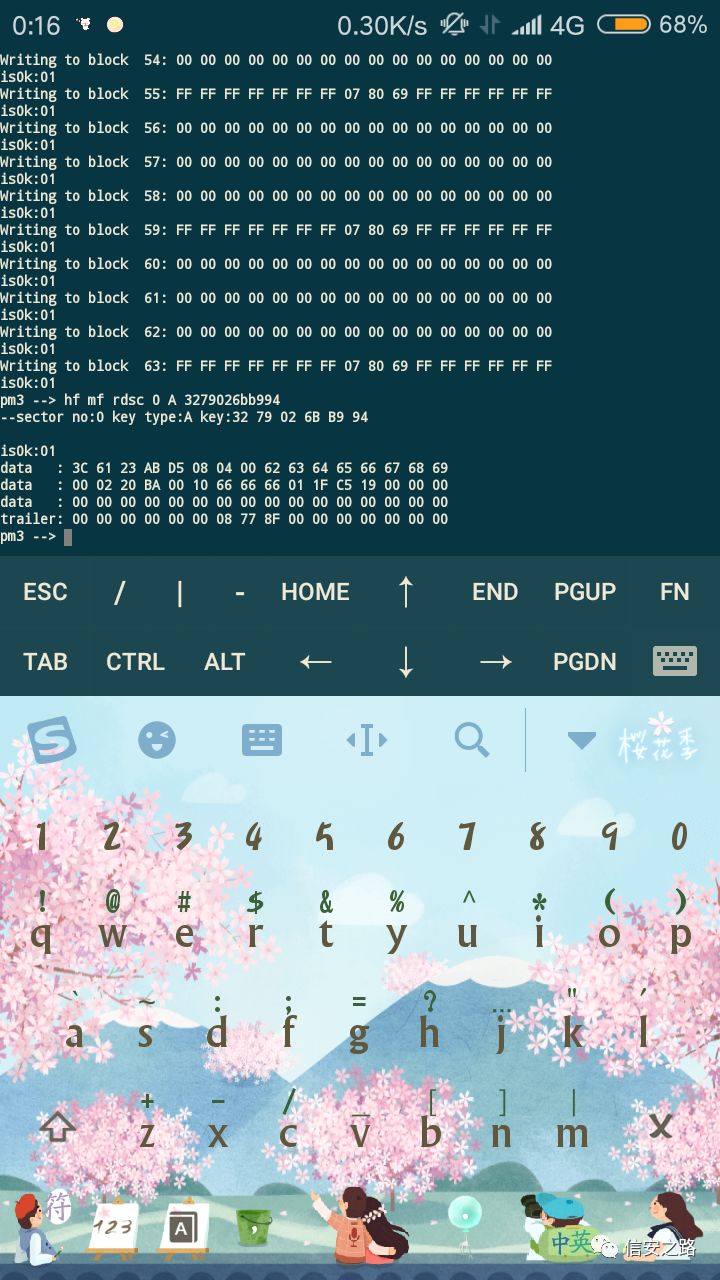 0:16 0.30K/s 4G 68%
Writing to block  54: 00 00 00 00 00 00 00 00 00 00 00 00 00 00 00 00
isOk:01
Writing to block  55: FF FF FF FF FF FF FF 07 80 69 FF FF FF FF FF FF
isOk:01
Writing to block  56: 00 00 00 00 00 00 00 00 00 00 00 00 00 00 00 00
isOk:01
Writing to block  57: 00 00 00 00 00 00 00 00 00 00 00 00 00 00 00 00
isOk:01
Writing to block  58: 00 00 00 00 00 00 00 00 00 00 00 00 00 00 00 00
isOk:01
Writing to block  59: FF FF FF FF FF FF FF 07 80 69 FF FF FF FF FF FF
isOk:01
Writing to block  60: 00 00 00 00 00 00 00 00 00 00 00 00 00 00 00 00
isOk:01
Writing to block  61: 00 00 00 00 00 00 00 00 00 00 00 00 00 00 00 00
isOk:01
Writing to block  62: 00 00 00 00 00 00 00 00 00 00 00 00 00 00 00 00
isOk:01
Writing to block  63: FF FF FF FF FF FF FF 07 80 69 FF FF FF FF FF FF
isOk:01
pm3 --> hf mf rdsc 0 A 3279026bb994
--sector no:0 key type:A key:32 79 02 6B B9 94
isOk:01
data   : 3C 61 23 AB D5 08 04 00 62 63 64 65 66 67 68 69
data   : 00 02 20 BA 00 10 66 66 66 01 1F C5 19 00 00 00
data   : 00 00 00 00 00 00 00 00 00 00 00 00 00 00 00 00
trailer: 00 00 00 00 00 00 08 77 8F 00 00 00 00 00 00 00
pm3 -->
ESC / | - HOME ↑ END PGUP FN
TAB CTRL ALT ← ↓ → PGDN
S 桜花季
1 2 3 4 5 6 7 8 9 0
! @ # $ & % ^ * ( )
q w e r t y u i o p
` ~ : ; = ? ... " ´
a s d f g h j k l
+ - / _ [ ] |
z x c v b n m X
符 123 A , 中英 信安之路